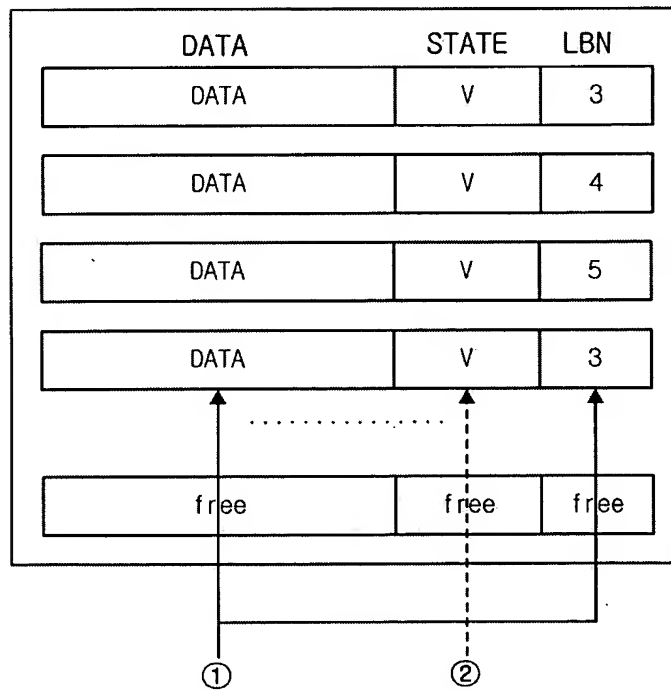 DATA STATE LBN
DATA V 3
DATA V 4
DATA V 5
DATA V 3
free free free
① ②